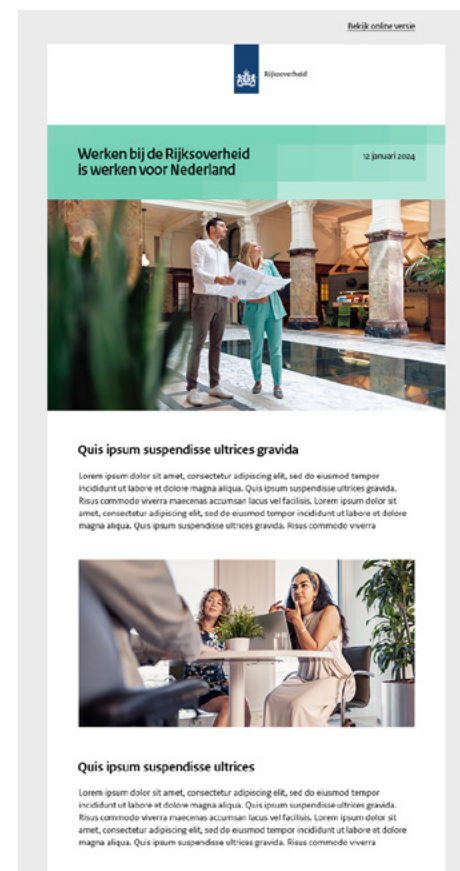 Bekijk online versie
Rijksoverheid
Werken bij de Rijksoverheid
is werken voor Nederland
12 januari 2024
Quis ipsum suspendisse ultrices gravida
Lorem ipsum dolor sit amet, consectetur adipiscing elit, sed do eiusmod tempor
incididunt ut labore et dolore magna aliqua. Quis ipsum suspendisse ultrices gravida.
Risus commodo viverra maecenas accumsan lacus vel facilisis. Lorem ipsum dolor sit
amet, consectetur adipiscing elit, sed do eiusmod tempor incididunt ut labore et dolore
magna aliqua. Quis ipsum suspendisse ultrices gravida. Risus commodo viverra
Quis ipsum suspendisse ultrices
Lorem ipsum dolor sit amet, consectetur adipiscing elit, sed do eiusmod tempor
incididunt ut labore et dolore magna aliqua. Quis ipsum suspendisse ultrices gravida.
Risus commodo viverra maecenas accumsan lacus vel facilisis. Lorem ipsum dolor sit
amet, consectetur adipiscing elit, sed do eiusmod tempor incididunt ut labore et dolore
magna aliqua. Quis ipsum suspendisse ultrices gravida. Risus commodo viverra